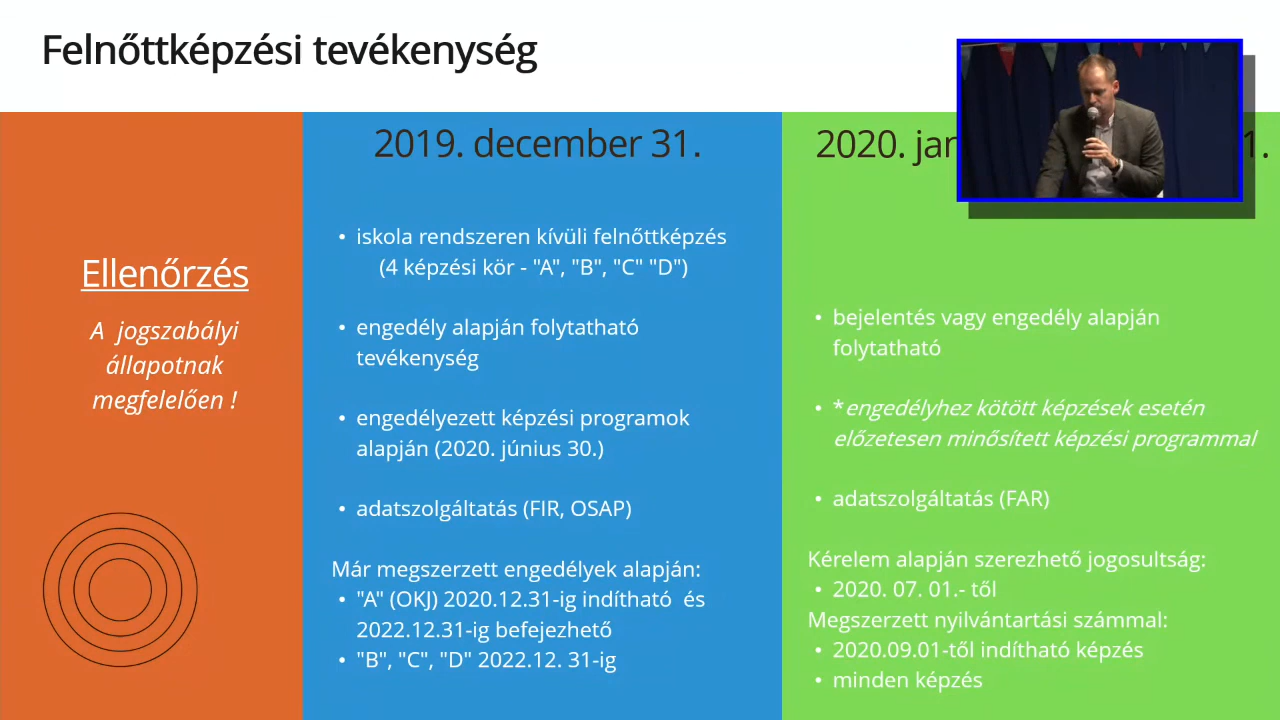 Felnőttképzési tevékenység
Ellenőrzés
A jogszabályi
állapotnak
megfelelően !
2019. december 31.
• iskola rendszeren kívüli felnőttképzés
(4 képzési kör - "A", "B", "C" "D")
• engedély alapján folytatható
tevékenység
• engedélyezett képzési programok
alapján (2020. június 30.)
• adatszolgáltatás (FIR, OSAP)
Már megszerzett engedélyek alapján:
• "A" (OKJ) 2020.12.31-ig indítható és
2022.12.31-ig befejezhető
• "B", "C", "D" 2022.12. 31-ig
2020.
• bejelentés vagy engedély alapján
folytatható
• *engedélyhez kötött képzések esetén
előzetesen minősített képzési programmal
• adatszolgáltatás (FAR)
Kérelem alapján szerezhető jogosultság:
• 2020. 07. 01.- től
Megszerzett nyilvántartási számmal:
• 2020.09.01-től indítható képzés
• minden képzés